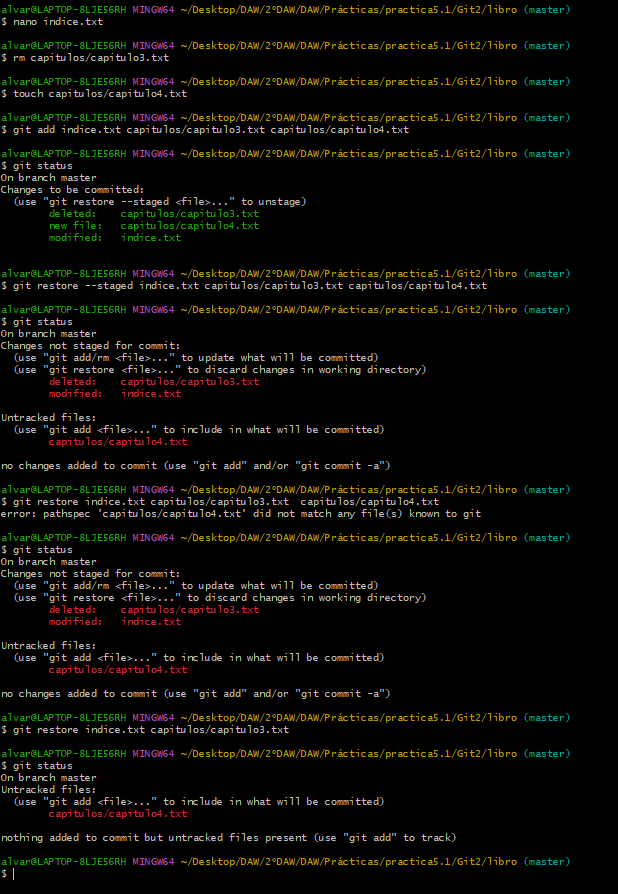 alvar@LAPTOP-8LJE56RH MINGW64 ~/Desktop/DAW/2ºDAW/DAW/Prácticas/practica5.1/Git2/libro (master)
$ nano indice.txt
alvar@LAPTOP-8LJE56RH MINGW64 ~/Desktop/DAW/2ºDAW/DAW/Prácticas/practica5.1/Git2/libro (master)
$ rm capitulos/capitulo3.txt
alvar@LAPTOP-8LJE56RH MINGW64 ~/Desktop/DAW/2ºDAW/DAW/Prácticas/practica5.1/Git2/libro (master)
$ touch capitulos/capitulo4.txt
alvar@LAPTOP-8LJE56RH MINGW64 ~/Desktop/DAW/2ºDAW/DAW/Prácticas/practica5.1/Git2/libro (master)
$ git add indice.txt capitulos/capitulo3.txt capitulos/capitulo4.txt
alvar@LAPTOP-8LJE56RH MINGW64 ~/Desktop/DAW/2ºDAW/DAW/Prácticas/practica5.1/Git2/libro (master)
$ git status
On branch master
Changes to be committed:
  (use "git restore --staged <file>..." to unstage)
        deleted:    capitulos/capitulo3.txt
        new file:   capitulos/capitulo4.txt
        modified:   indice.txt
alvar@LAPTOP-8LJE56RH MINGW64 ~/Desktop/DAW/2ºDAW/DAW/Prácticas/practica5.1/Git2/libro (master)
$ git restore --staged indice.txt capitulos/capitulo3.txt capitulos/capitulo4.txt
alvar@LAPTOP-8LJE56RH MINGW64 ~/Desktop/DAW/2ºDAW/DAW/Prácticas/practica5.1/Git2/libro (master)
$ git status
On branch master
Changes not staged for commit:
  (use "git add/rm <file>..." to update what will be committed)
  (use "git restore <file>..." to discard changes in working directory)
        deleted:    capitulos/capitulo3.txt
        modified:   indice.txt
Untracked files:
  (use "git add <file>..." to include in what will be committed)
        capitulos/capitulo4.txt
no changes added to commit (use "git add" and/or "git commit -a")
alvar@LAPTOP-8LJE56RH MINGW64 ~/Desktop/DAW/2ºDAW/DAW/Prácticas/practica5.1/Git2/libro (master)
$ git restore indice.txt capitulos/capitulo3.txt  capitulos/capitulo4.txt
error: pathspec 'capitulos/capitulo4.txt' did not match any file(s) known to git
alvar@LAPTOP-8LJE56RH MINGW64 ~/Desktop/DAW/2ºDAW/DAW/Prácticas/practica5.1/Git2/libro (master)
$ git status
On branch master
Changes not staged for commit:
  (use "git add/rm <file>..." to update what will be committed)
  (use "git restore <file>..." to discard changes in working directory)
        deleted:    capitulos/capitulo3.txt
        modified:   indice.txt
Untracked files:
  (use "git add <file>..." to include in what will be committed)
        capitulos/capitulo4.txt
no changes added to commit (use "git add" and/or "git commit -a")
alvar@LAPTOP-8LJE56RH MINGW64 ~/Desktop/DAW/2ºDAW/DAW/Prácticas/practica5.1/Git2/libro (master)
$ git restore indice.txt capitulos/capitulo3.txt
alvar@LAPTOP-8LJE56RH MINGW64 ~/Desktop/DAW/2ºDAW/DAW/Prácticas/practica5.1/Git2/libro (master)
$ git status
On branch master
Untracked files:
  (use "git add <file>..." to include in what will be committed)
        capitulos/capitulo4.txt
nothing added to commit but untracked files present (use "git add" to track)
alvar@LAPTOP-8LJE56RH MINGW64 ~/Desktop/DAW/2ºDAW/DAW/Prácticas/practica5.1/Git2/libro (master)
$